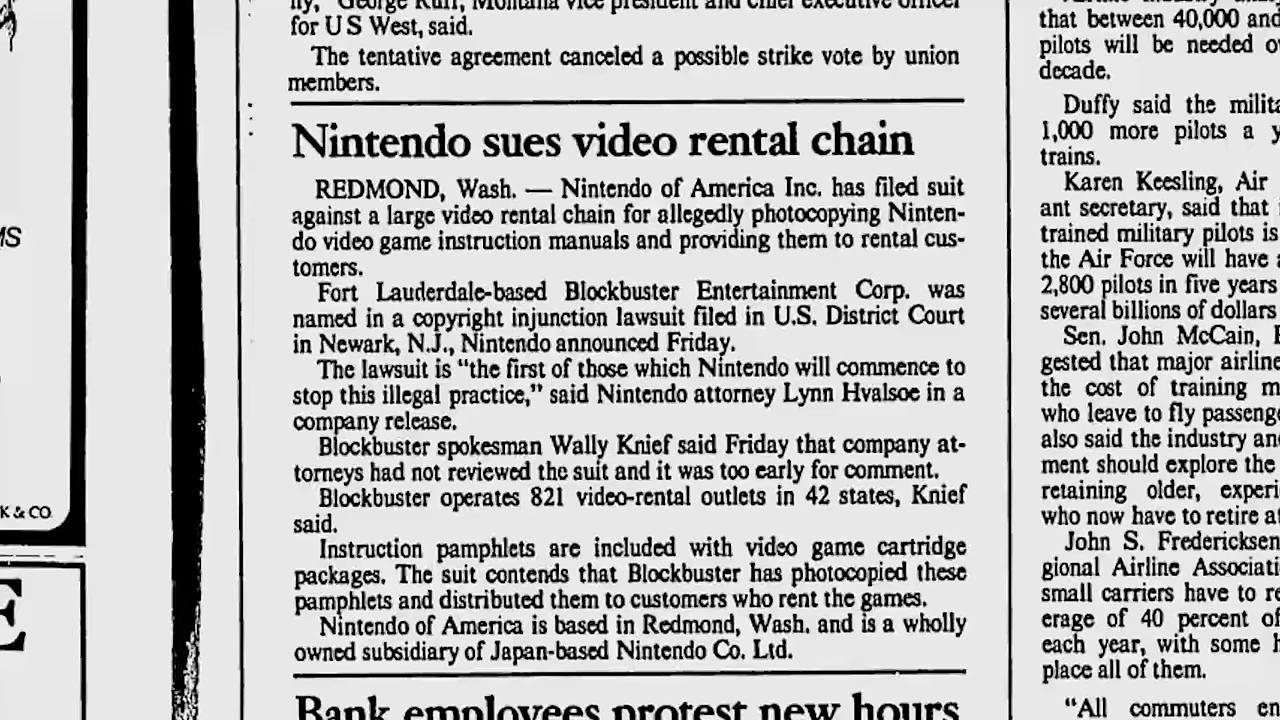 ny," George Ruff, Montana vice president and chief executive officer
for U S West, said.
The tentative agreement canceled a possible strike vote by union
members.
Nintendo sues video rental chain
REDMOND, Wash. — Nintendo of America Inc. has filed suit
against a large video rental chain for allegedly photocopying Ninten-
do video game instruction manuals and providing them to rental cus-
tomers.
Fort Lauderdale-based Blockbuster Entertainment Corp. was
named in a copyright injunction lawsuit filed in U.S. District Court
in Newark, N.J., Nintendo announced Friday.
The lawsuit is "the first of those which Nintendo will commence to
stop this illegal practice," said Nintendo attorney Lynn Hvalsoe in a
company release.
Blockbuster spokesman Wally Knief said Friday that company at-
torneys had not reviewed the suit and it was too early for comment.
Blockbuster operates 821 video-rental outlets in 42 states, Knief
said.
Instruction pamphlets are included with video game cartridge
packages. The suit contends that Blockbuster has photocopied these
pamphlets and distributed them to customers who rent the games.
Nintendo of America is based in Redmond, Wash. and is a wholly
owned subsidiary of Japan-based Nintendo Co. Ltd.
Bank employees protest new hours
that between 40,000 and
pilots will be needed
decade.
Duffy said the
1,000 more pilots a
trains.
Karen Keesling, Air
ant secretary, said that
trained military pilots is
the Air Force will have
2,800 pilots in five years
several billions of dollars
Sen. John McCain,
gested that major
the cost of training
who leave to fly
also said the industry
ment should explore the
retaining older,
who now have to retire
John S. Fredericksen
gional Airline
small carriers have to
erage of 40 percent of
each year, with some
place all of them.
"All commuters
MS
K & CO
E